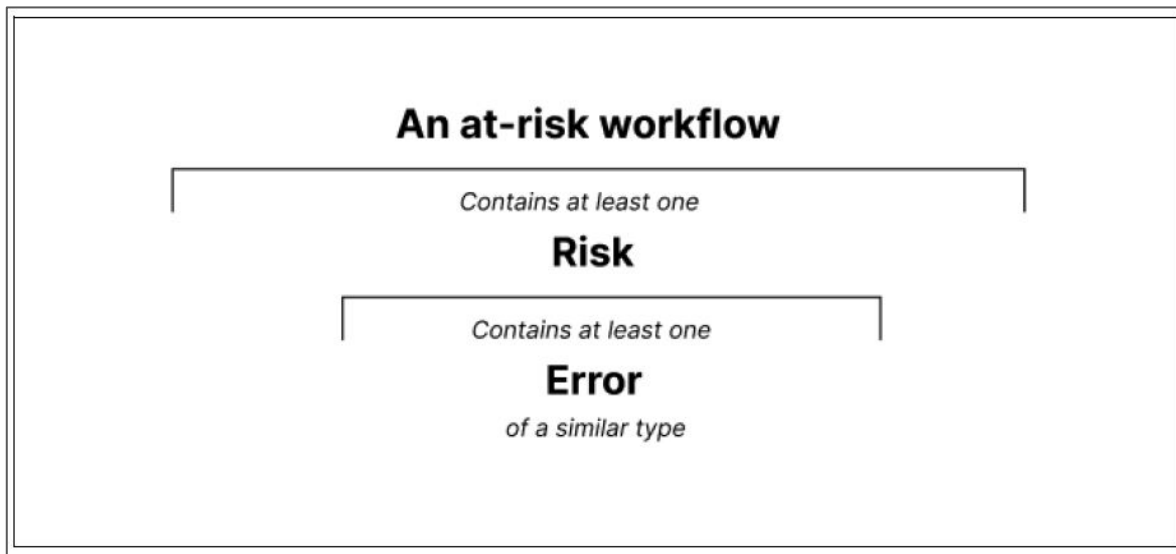 An at-risk workflow
Contains at least one
Risk
Contains at least one
Error
of a similar type